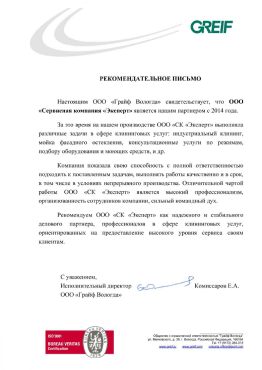 GREIF
РЕКОМЕНДАТЕЛЬНОЕ ПИСЬМО
Настоящим ООО «Грайф Вологда» свидетельствует, что ООО
«Сервисная компания «Эксперт» является нашим партнером с 2014 года.
За это время на нашем производстве ООО «СК «Эксперт» выполняла
различные задачи в сфере клининговых услуг: индустриальный клининг,
мойка фасадного остекления, консультационные услуги по режимам,
подбору оборудования и моющих средств, и др.
Компания показала свою способность с полной ответственностью
подходить к поставленным задачам, выполнять работы качественно и в срок,
в том числе в условиях непрерывного производства. Отличительной чертой
работы ООО «СК «Эксперт» является высокий профессионализм,
организованность сотрудников компании, сильный командный дух.
Рекомендуем ООО «СК «Эксперт» как надежного и стабильного
делового партнера, профессионалов в сфере клининговых услуг,
ориентированных на предоставление высокого уровня сервиса своим
клиентам.
С уважением,
Исполнительный директор Комиссаров Е.А.
ООО «Грайф Вологда»
ISO 9001
BUREAU VERITAS
Certification
Общество с ограниченной ответственностью "Грайф Вологда"